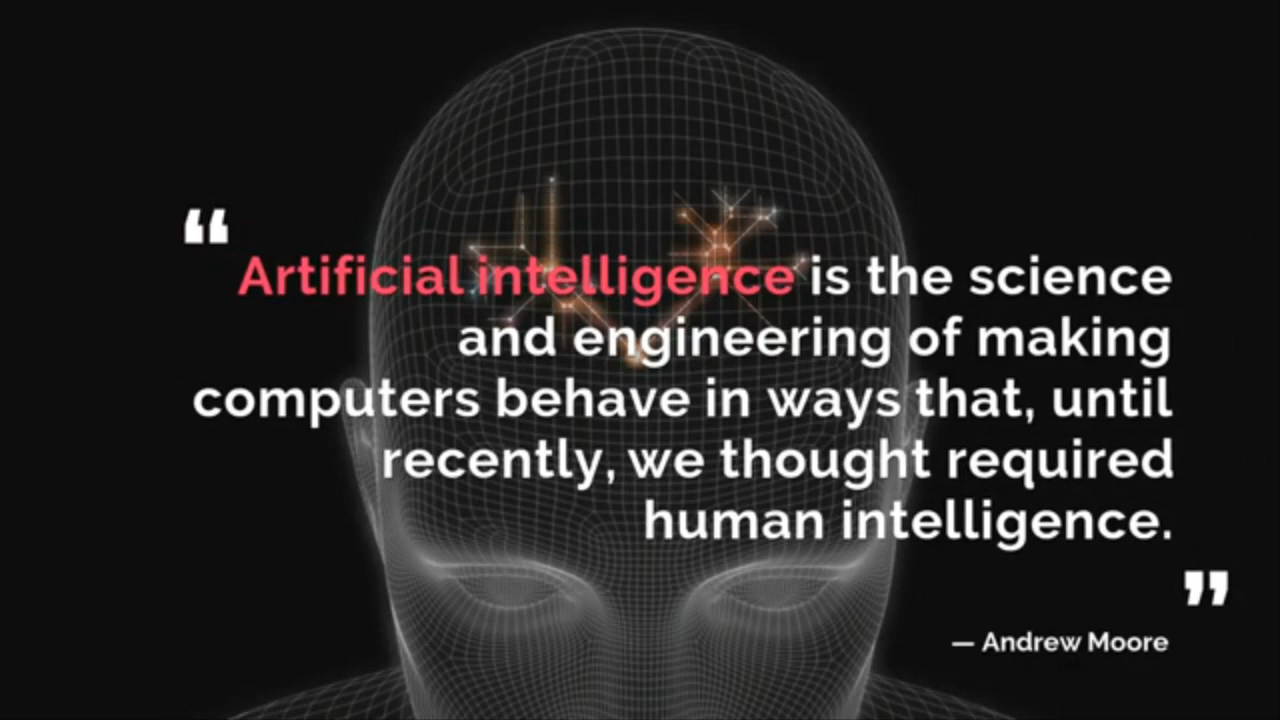 “Artificial intelligence is the science
and engineering of making
computers behave in ways that, until
recently, we thought required
human intelligence.
”
— Andrew Moore